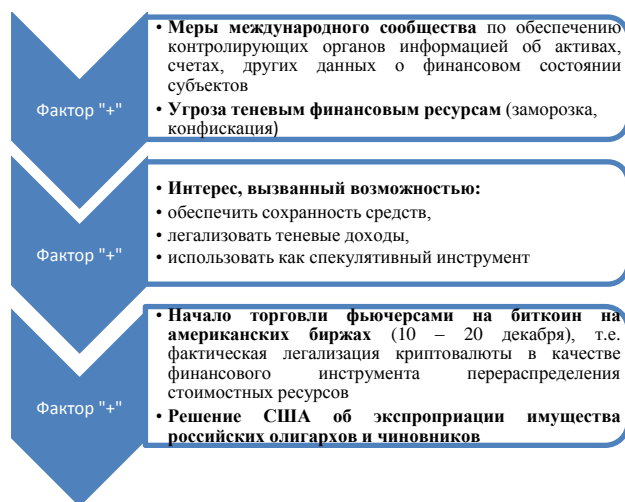 Фактор "+"
• Меры международного сообщества по обеспечению
контролирующих органов информацией об активах,
счетах, других данных о финансовом состоянии
субъектов
• Угроза теневым финансовым ресурсам (заморозка,
конфискация)
Фактор "+"
• Интерес, вызванный возможностью:
• обеспечить сохранность средств,
• легализовать теневые доходы,
• использовать как спекулятивный инструмент
Фактор "+"
• Начало торговли фьючерсами на биткоин на
американских биржах (10 – 20 декабря), т.е.
фактическая легализация криптовалюты в качестве
финансового инструмента перераспределения
стоимостных ресурсов
• Решение США об экспроприации имущества
российских олигархов и чиновников